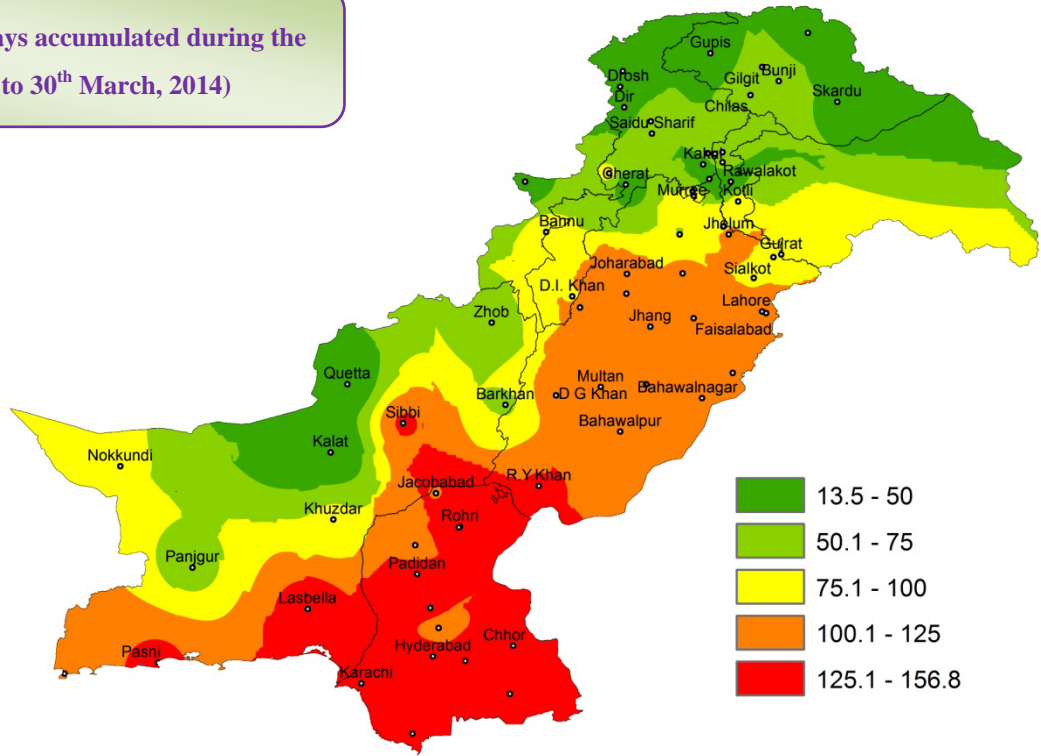 ays accumulated during the
to 30th March, 2014)
Gupis
Drosh
Gilgit
Bunji
Dir
Skardu
Chilas
Saidu Sharif
Kakul
Cherat
Rawalakot
Murree
Kotli
Bannu
Jhelum
Gujrat
Joharabad
Sialkot
D.I. Khan
Lahore
Zhob
Jhang
Faisalabad
Quetta
Multan
Barkhan
D G Khan
Bahawalnagar
Sibbi
Bahawalpur
Kalat
Nokkundi
R.Y.Khan
Jacobabad
Khuzdar
Rohri
Panjgur
Padidan
Lasbella
Chhor
Hyderabad
Pasni
Karachi
13.5 - 50
50.1 - 75
75.1 - 100
100.1 - 125
125.1 - 156.8